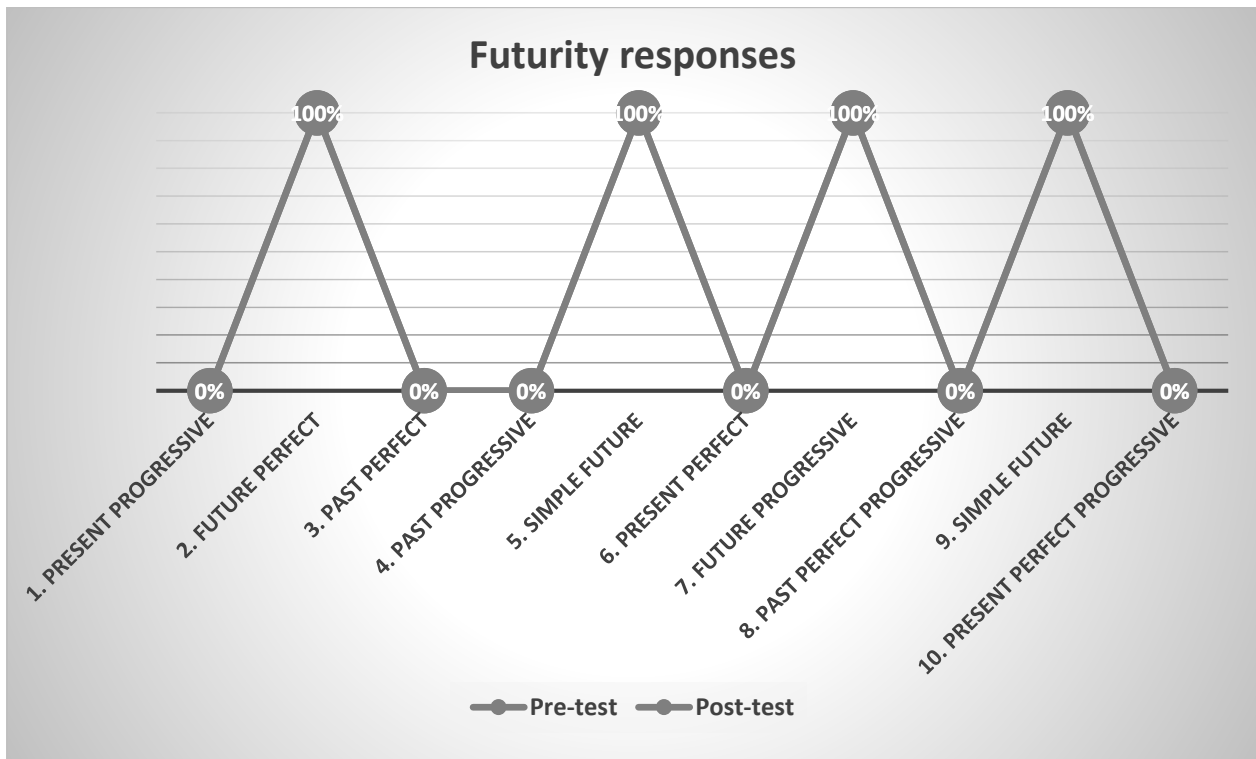 Futurity responses
100% 100% 100% 100%
0% 0% 0% 0% 0% 0%
1. PRESENT PROGRESSIVE
2. FUTURE PERFECT
3. PAST PERFECT
4. PAST PROGRESSIVE
5. SIMPLE FUTURE
6. PRESENT PERFECT
7. FUTURE PROGRESSIVE
8. PAST PERFECT PROGRESSIVE
9. SIMPLE FUTURE
10. PRESENT PERFECT PROGRESSIVE
Pre-test Post-test